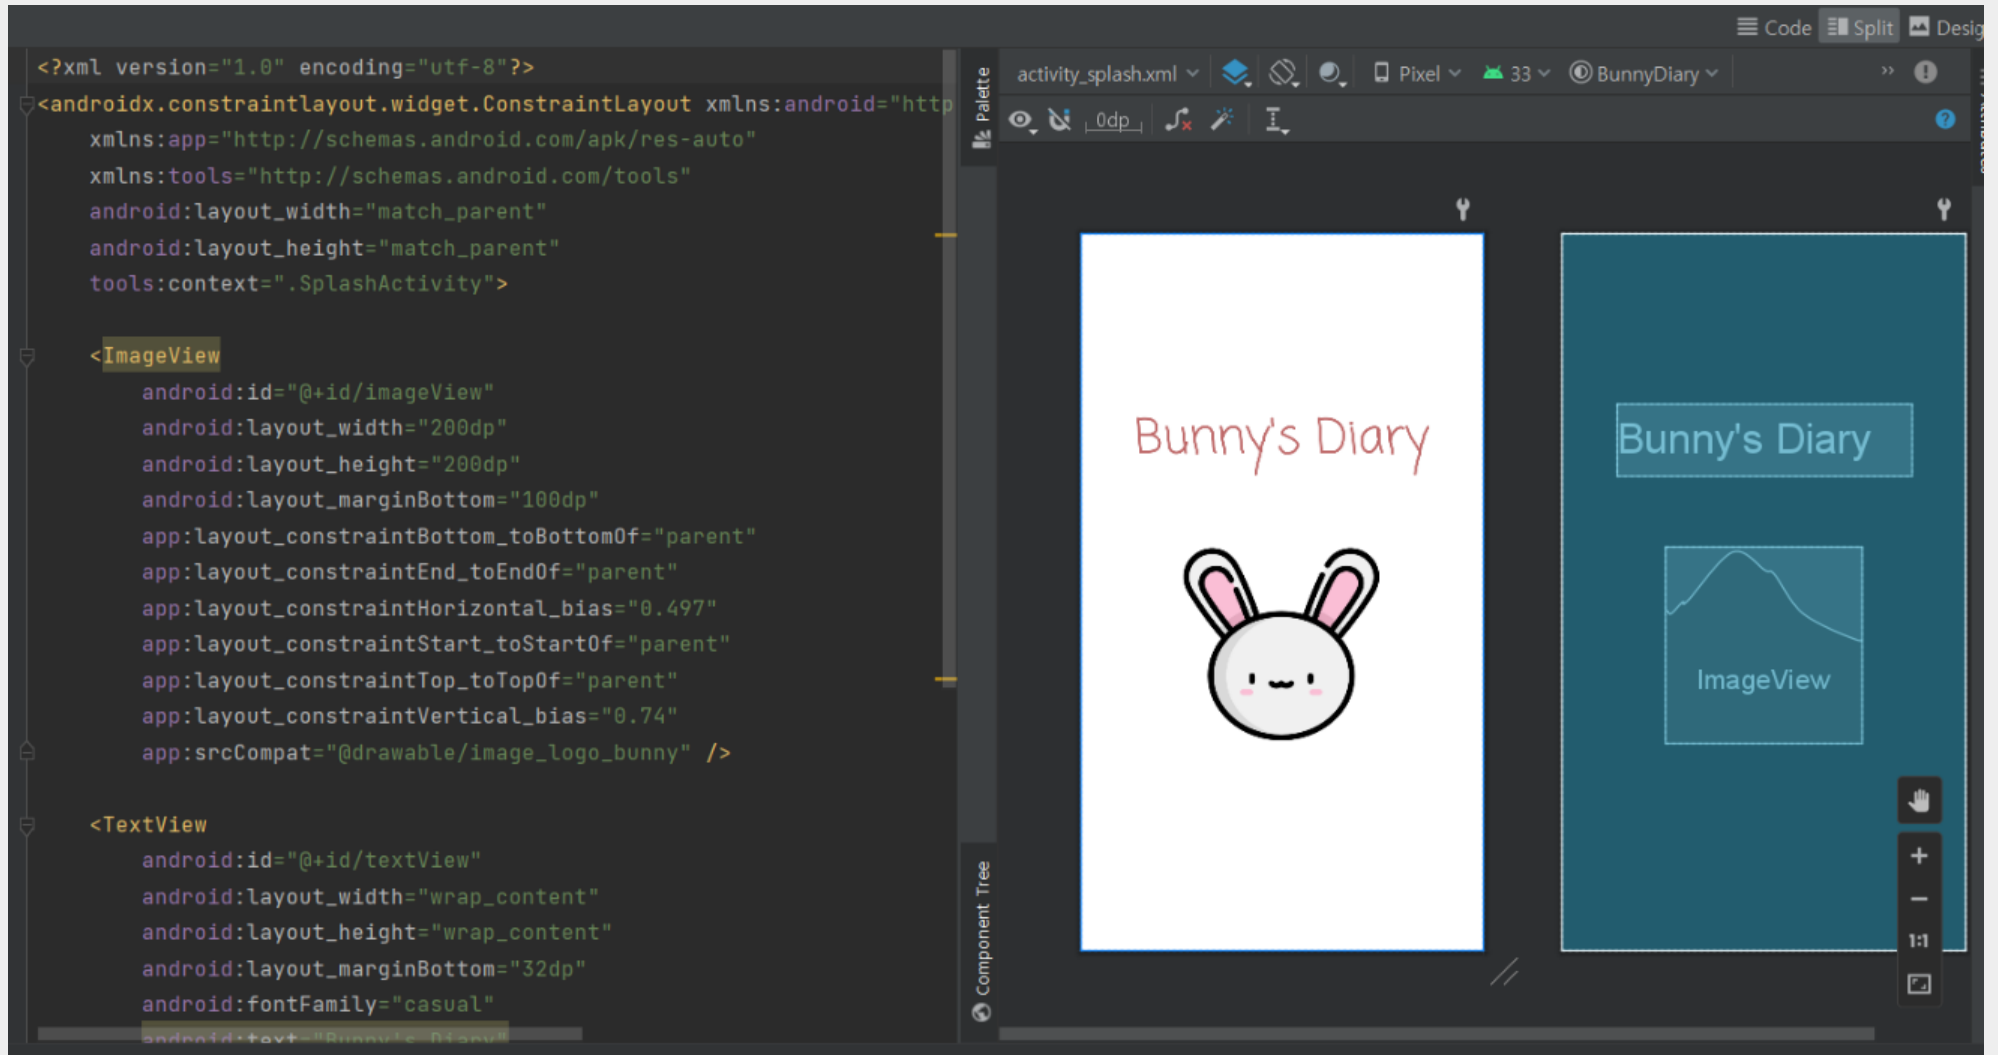 Code Split Desig
<?xml version="1.0" encoding="utf-8"?>
<androidx.constraintlayout.widget.ConstraintLayout xmlns:android="http
xmlns:app="http://schemas.android.com/apk/res-auto"
xmlns:tools="http://schemas.android.com/tools"
android:layout_width="match_parent"
android:layout_height="match_parent"
tools:context=".SplashActivity">
<ImageView
android:id="@+id/imageView"
android:layout_width="200dp"
android:layout_height="200dp"
android:layout_marginBottom="100dp"
app:layout_constraintBottom_toBottomOf="parent"
app:layout_constraintEnd_toEndOf="parent"
app:layout_constraintHorizontal_bias="0.497"
app:layout_constraintStart_toStartOf="parent"
app:layout_constraintTop_toTopOf="parent"
app:layout_constraintVertical_bias="0.74"
app:srcCompat="@drawable/image_logo_bunny" />
<TextView
android:id="@+id/textView"
android:layout_width="wrap_content"
android:layout_height="wrap_content"
android:layout_marginBottom="32dp"
android:fontFamily="casual"
android:text="Bunny's Diary"
Palette
Component Tree
activity_splash.xml Pixel 33 BunnyDiary
0dp
Bunny's Diary
Bunny's Diary
ImageView
1:1